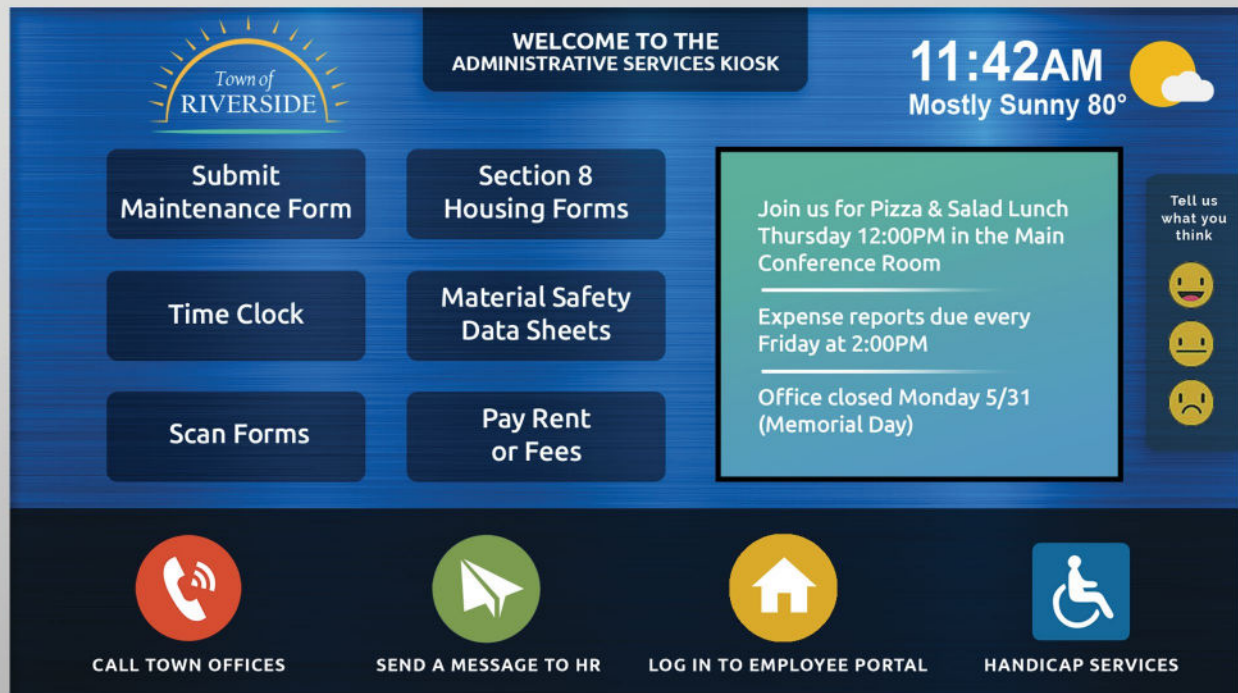 Town of
RIVERSIDE
WELCOME TO THE
ADMINISTRATIVE SERVICES KIOSK
11:42AM
Mostly Sunny 80°
Submit
Maintenance Form
Section 8
Housing Forms
Time Clock
Material Safety
Data Sheets
Scan Forms
Pay Rent
or Fees
Join us for Pizza & Salad Lunch
Thursday 12:00PM in the Main
Conference Room
Expense reports due every
Friday at 2:00PM
Office closed Monday 5/31
(Memorial Day)
Tell us
what you
think
CALL TOWN OFFICES
SEND A MESSAGE TO HR
LOG IN TO EMPLOYEE PORTAL
HANDICAP SERVICES